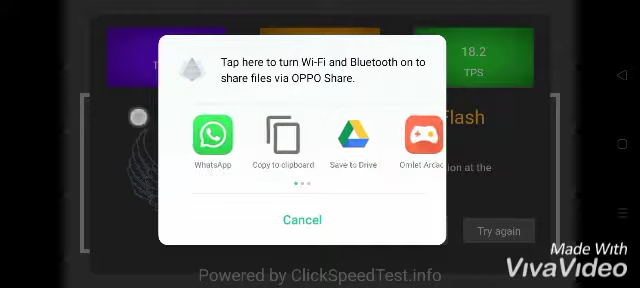 18.2
T
TPS
Tap here to turn Wi-Fi and Bluetooth on to
share files via OPPO Share.
Flash
WhatsApp
Copy to clipboard
Save to Drive
Omlet Arcad
ion at the
Cancel
Try again
Made With
VivaVideo
Powered by ClickSpeedTest.info